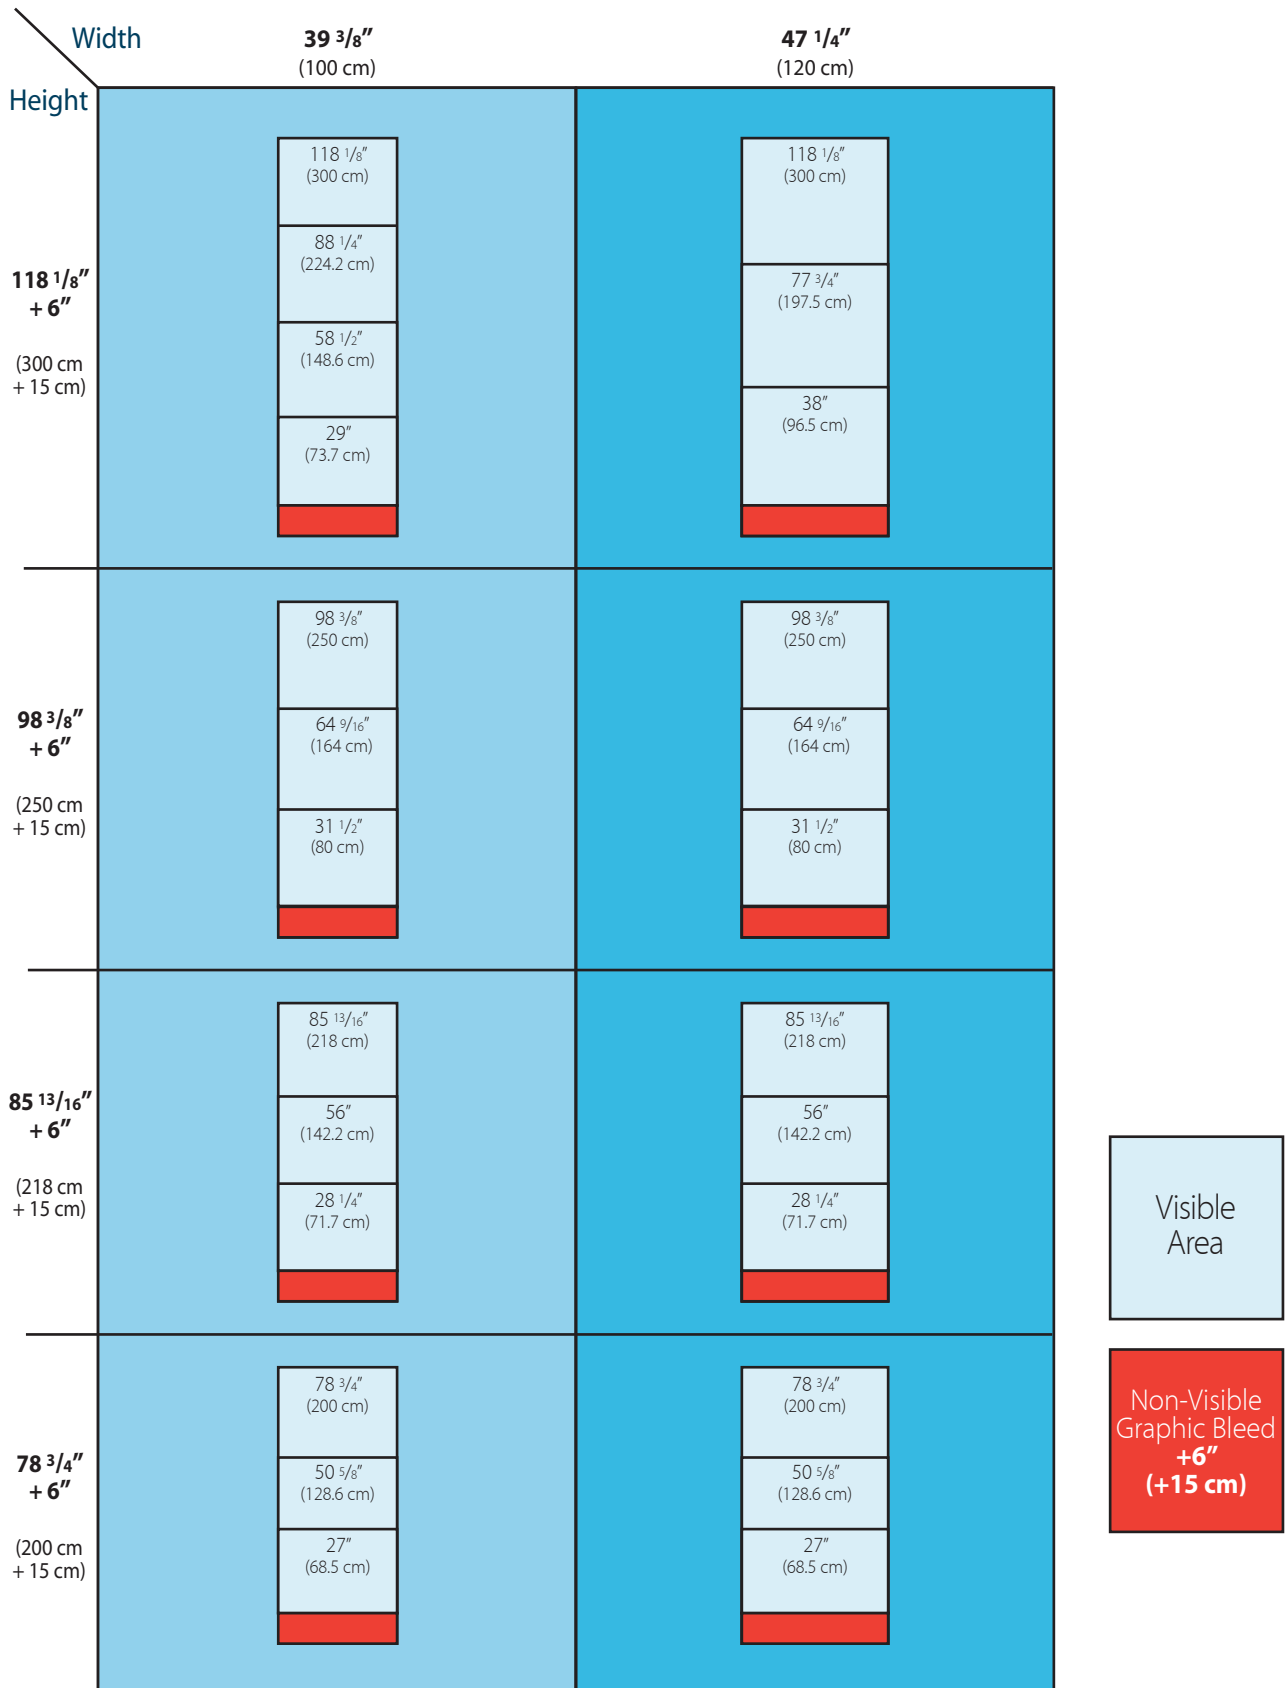 Width
39 3/8"
(100 cm)
47 1/4"
(120 cm)
Height
118 1/8"
+ 6"
(300 cm
+ 15 cm)
118 1/8"
(300 cm)
88 1/4"
(224.2 cm)
58 1/2"
(148.6 cm)
29"
(73.7 cm)
118 1/8"
(300 cm)
77 3/4"
(197.5 cm)
38"
(96.5 cm)
98 3/8"
+ 6"
(250 cm
+ 15 cm)
98 3/8"
(250 cm)
64 9/16"
(164 cm)
31 1/2"
(80 cm)
98 3/8"
(250 cm)
64 9/16"
(164 cm)
31 1/2"
(80 cm)
85 13/16"
+ 6"
(218 cm
+ 15 cm)
85 13/16"
(218 cm)
56"
(142.2 cm)
28 1/4"
(71.7 cm)
85 13/16"
(218 cm)
56"
(142.2 cm)
28 1/4"
(71.7 cm)
78 3/4"
+ 6"
(200 cm
+ 15 cm)
78 3/4"
(200 cm)
50 5/8"
(128.6 cm)
27"
(68.5 cm)
78 3/4"
(200 cm)
50 5/8"
(128.6 cm)
27"
(68.5 cm)
Visible
Area
Non-Visible
Graphic Bleed
+6"
(+15 cm)